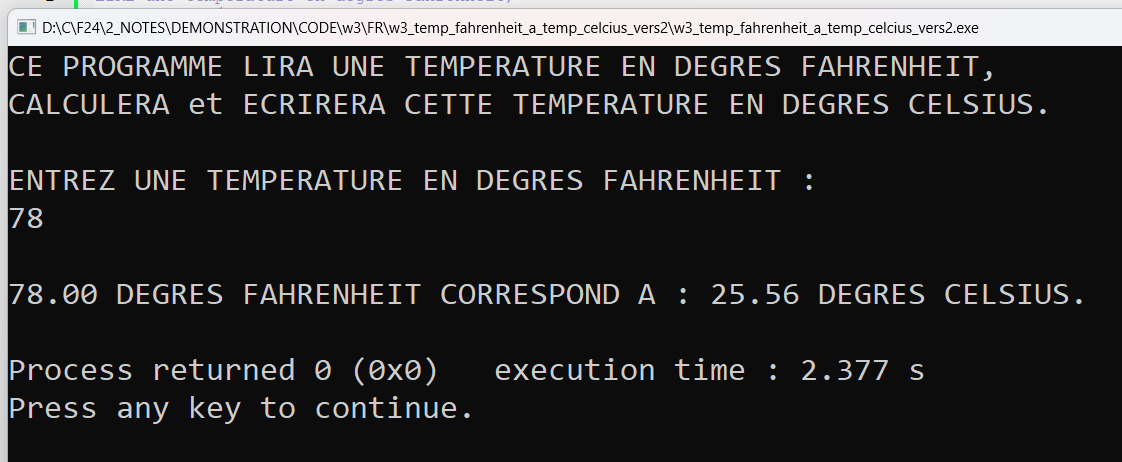 D:\C\F24\2_NOTES\DEMONSTRATION\CODE\w3\FR\w3_temp_fahrenheit_a_temp_celcius_vers2\w3_temp_fahrenheit_a_temp_celcius_vers2.exe
CE PROGRAMME LIRA UNE TEMPERATURE EN DEGRES FAHRENHEIT,
CALCULERA et ECRIRERA CETTE TEMPERATURE EN DEGRES CELSIUS.
ENTREZ UNE TEMPERATURE EN DEGRES FAHRENHEIT :
78
78.00 DEGRES FAHRENHEIT CORRESPOND A : 25.56 DEGRES CELSIUS.
Process returned 0 (0x0)   execution time : 2.377 s
Press any key to continue.